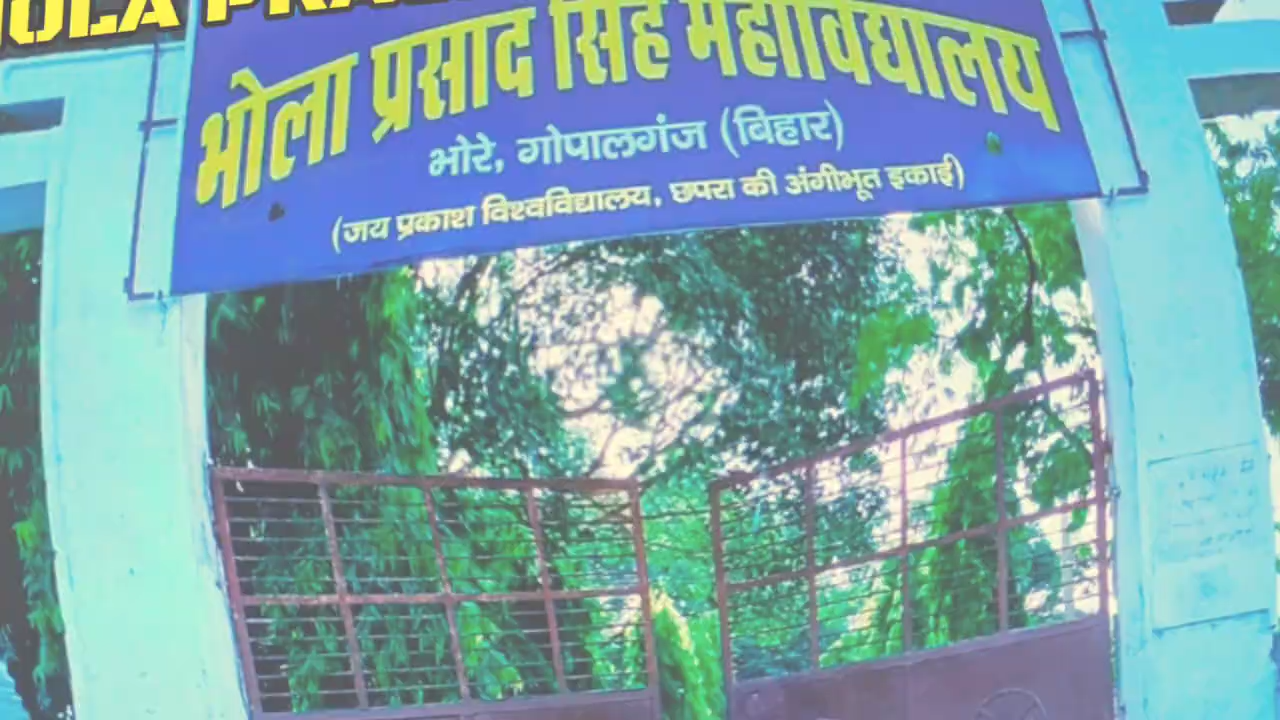 भोला प्रसाद सिंह महाविद्यालय
भोरे, गोपालगंज (बिहार)
(जय प्रकाश विश्वविद्यालय, छपरा की अंगीभूत इकाई)